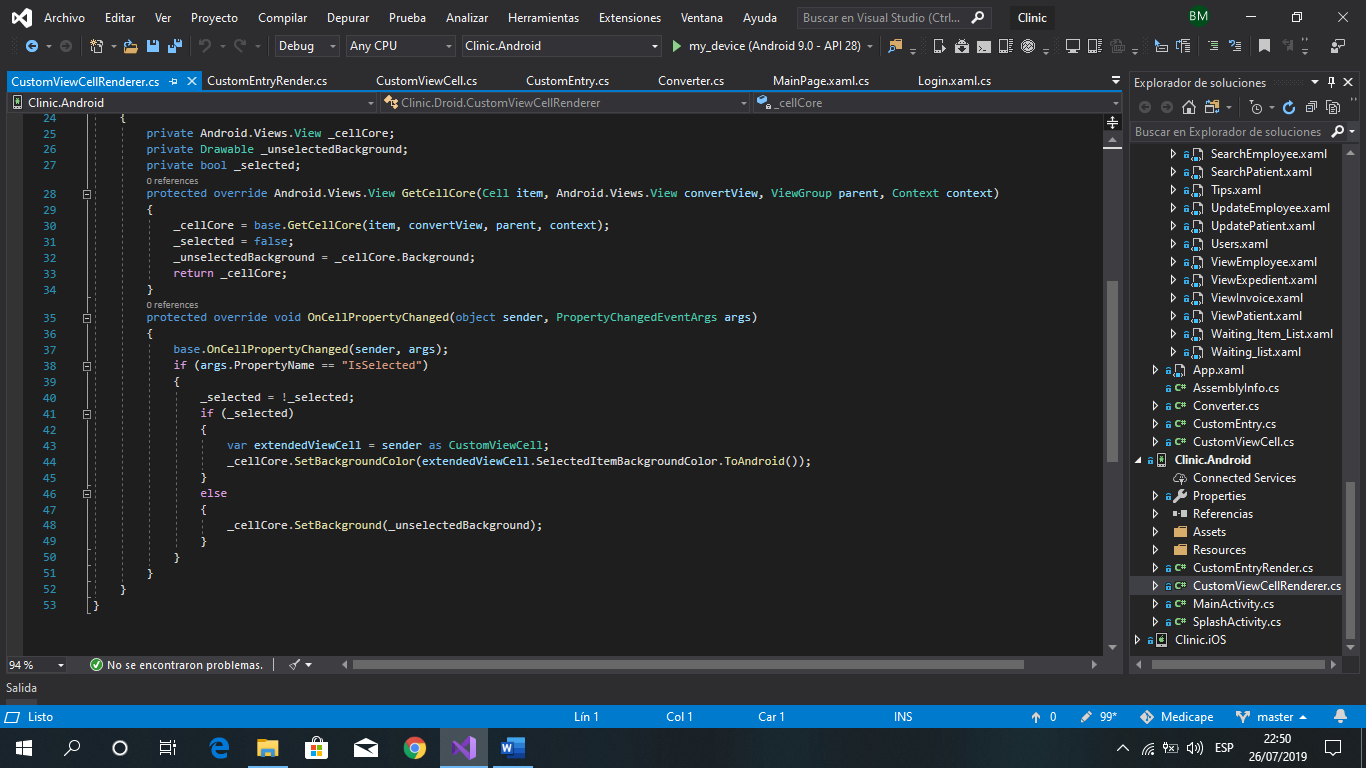 Archivo Editar Ver Proyecto Compilar Depurar Prueba Analizar Herramientas Extensiones Ventana Ayuda Buscar en Visual Studio (Ctrl... Clinic BM
Debug Any CPU Clinic.Android my_device (Android 9.0 - API 28)
CustomViewCellRenderer.cs CustomEntryRender.cs CustomViewCell.cs CustomEntry.cs Converter.cs MainPage.xaml.cs Login.xaml.cs
Clinic.Android Clinic.Droid.CustomViewCellRenderer _cellCore
24 {
25 private Android.Views.View _cellCore;
26 private Drawable _unselectedBackground;
27 private bool _selected;
0 references
28 protected override Android.Views.View GetCellCore(Cell item, Android.Views.View convertView, ViewGroup parent, Context context)
29 {
30 _cellCore = base.GetCellCore(item, convertView, parent, context);
31 _selected = false;
32 _unselectedBackground = _cellCore.Background;
33 return _cellCore;
34 }
0 references
35 protected override void OnCellPropertyChanged(object sender, PropertyChangedEventArgs args)
36 {
37 base.OnCellPropertyChanged(sender, args);
38 if (args.PropertyName == "IsSelected")
39 {
40 _selected = !_selected;
41 if (_selected)
42 {
43 var extendedViewCell = sender as CustomViewCell;
44 _cellCore.SetBackgroundColor(extendedViewCell.SelectedItemBackgroundColor.ToAndroid());
45 }
46 else
47 {
48 _cellCore.SetBackground(_unselectedBackground);
49 }
50 }
51 }
52 }
53 }
94 % No se encontraron problemas.
Explorador de soluciones
Buscar en Explorador de soluciones
SearchEmployee.xaml
SearchPatient.xaml
Tips.xaml
UpdateEmployee.xaml
UpdatePatient.xaml
Users.xaml
ViewEmployee.xaml
ViewExpedient.xaml
ViewInvoice.xaml
ViewPatient.xaml
Waiting_Item_List.xaml
Waiting_list.xaml
App.xaml
C# AssemblyInfo.cs
C# Converter.cs
C# CustomEntry.cs
C# CustomViewCell.cs
Clinic.Android
Connected Services
Properties
Referencias
Assets
Resources
C# CustomEntryRender.cs
C# CustomViewCellRenderer.cs
C# MainActivity.cs
C# SplashActivity.cs
Clinic.iOS
Salida
Listo Lín 1 Col 1 Car 1 INS 0 99* Medicape master
ESP 22:50
26/07/2019